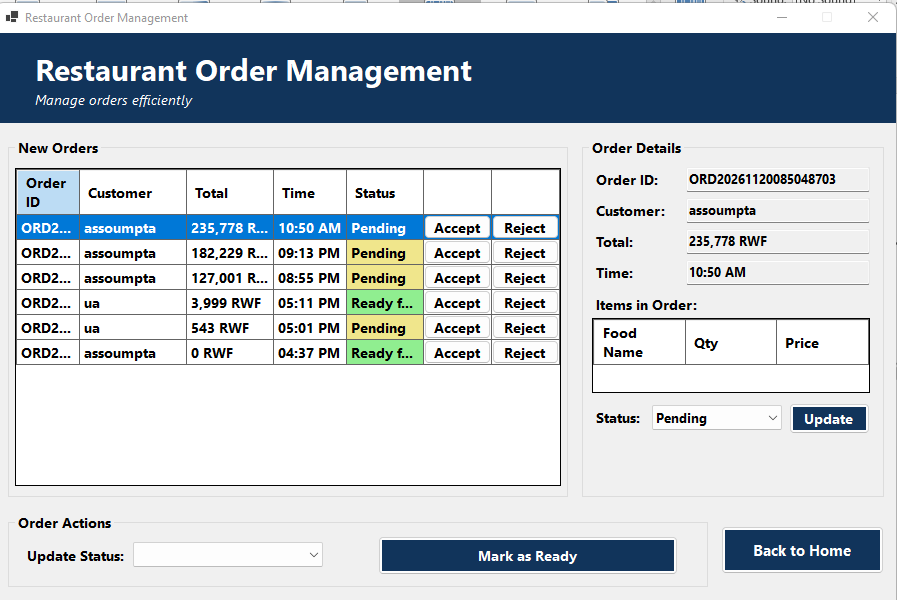 Restaurant Order Management
Restaurant Order Management
Manage orders efficiently
New Orders
Order ID Customer Total Time Status
ORD2... assoumpta 235,778 R... 10:50 AM Pending Accept Reject
ORD2... assoumpta 182,229 R... 09:13 PM Pending Accept Reject
ORD2... assoumpta 127,001 R... 08:55 PM Pending Accept Reject
ORD2... ua 3,999 RWF 05:11 PM Ready f... Accept Reject
ORD2... ua 543 RWF 05:01 PM Pending Accept Reject
ORD2... assoumpta 0 RWF 04:37 PM Ready f... Accept Reject
Order Details
Order ID: ORD20261120085048703
Customer: assoumpta
Total: 235,778 RWF
Time: 10:50 AM
Items in Order:
Food Name Qty Price
Status: Pending Update
Order Actions
Update Status: Mark as Ready
Back to Home